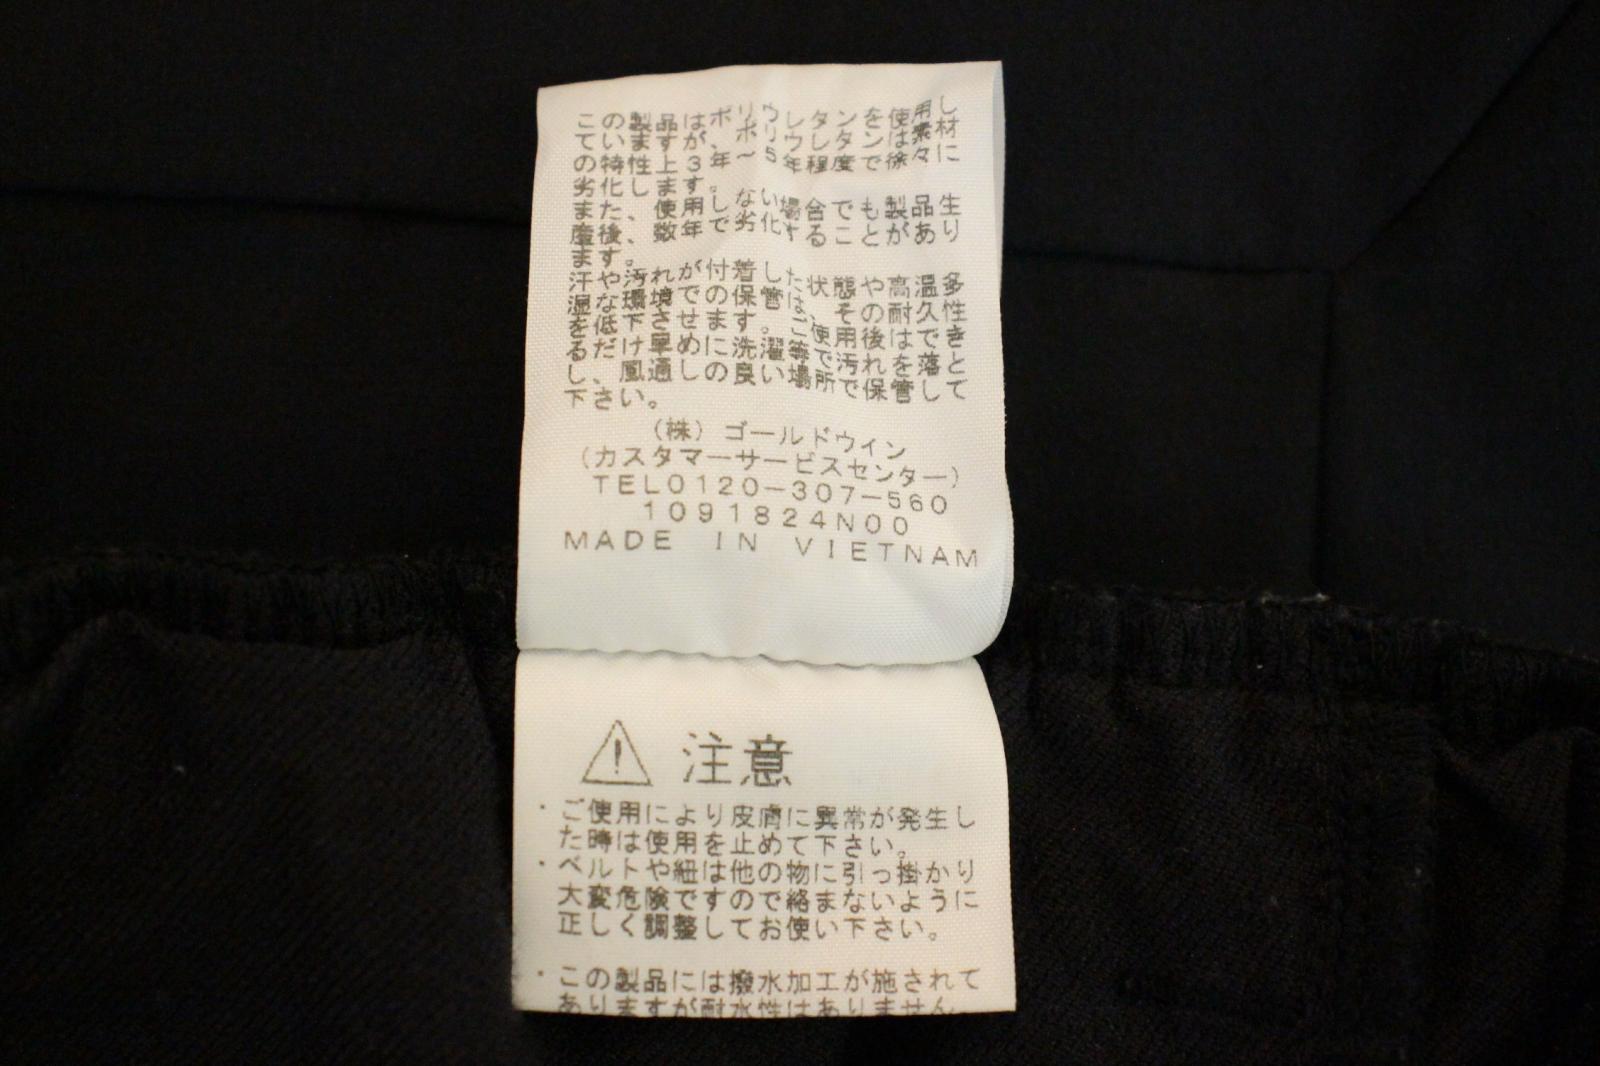 この製品はポリウレタンを使用し
ていますが、ポリウレタンは素材
の特性上3年～5年程度で徐々に
劣化します。
また、使用しない場合でも製品生
産後、数年で劣化することがあり
ます。
汗や汚れが付着した状態や高温多
湿な環境での保管は、その耐久性
を低下させます。ご使用後はでき
るだけ早めに洗濯等で汚れを落と
し、風通しの良い場所で保管して
下さい。
(株)ゴールドウイン
(カスタマーサービスセンター)
TEL0120-307-560
1091824N00
MADE IN VIETNAM
注意
・ご使用により皮膚に異常が発生し
た時は使用を止めて下さい。
・ベルトや紐は他の物に引っ掛かり
大変危険ですので絡まないように
正しく調整してお使い下さい。
・この製品には撥水加工が施されて
ありますが耐水性はありません